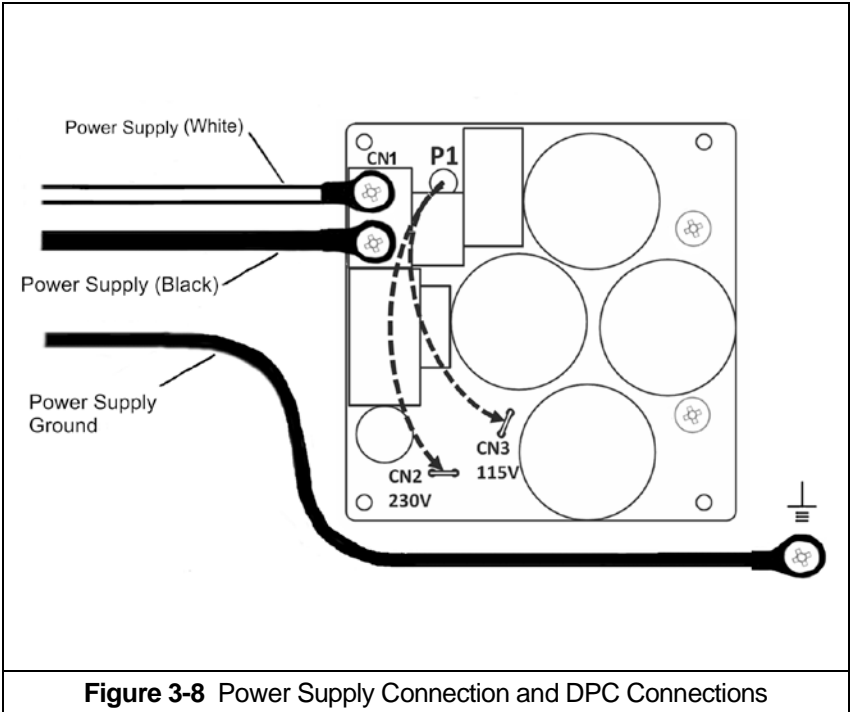 Power Supply (White)
CN1
P1
Power Supply (Black)
Power Supply
Ground
CN3
115V
CN2
230V
Figure 3-8 Power Supply Connection and DPC Connections